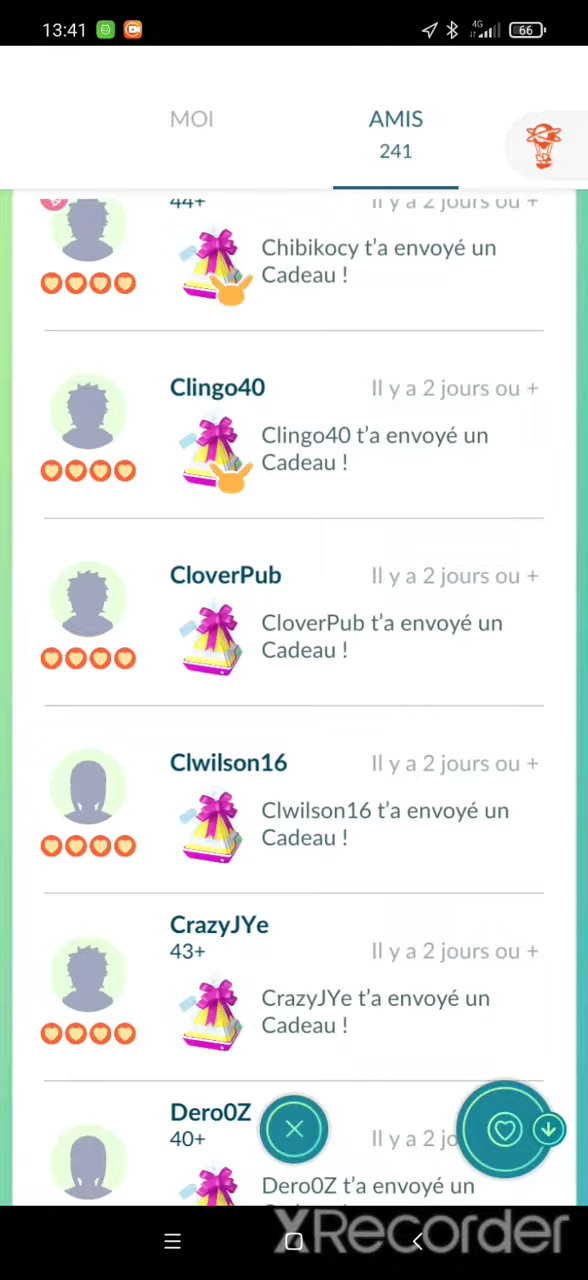 13:41
4G
66
MOI
AMIS
241
44+
Il y a 2 jours ou +
Chibikocy t'a envoyé un
Cadeau !
Clingo40
Il y a 2 jours ou +
Clingo40 t'a envoyé un
Cadeau !
CloverPub
Il y a 2 jours ou +
CloverPub t'a envoyé un
Cadeau !
Clwilson16
Il y a 2 jours ou +
Clwilson16 t'a envoyé un
Cadeau !
CrazyJYe
43+
Il y a 2 jours ou +
CrazyJYe t'a envoyé un
Cadeau !
Dero0Z
40+
Il y a 2 jo
Dero0Z t'a envoyé un
XRecorder